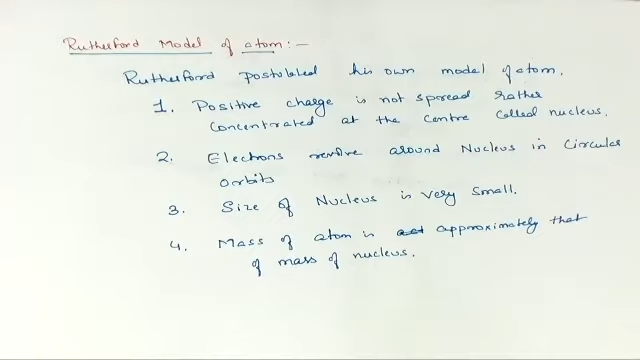 Rutherford Model of atom :-
Rutherford postulated his own model of atom.
1. Positive charge is not spread rather
concentrated at the centre called nucleus.
2. Electrons revolve around Nucleus in Circular
orbits
3. Size of Nucleus is very small.
4. Mass of atom is approximately that
of mass of nucleus.